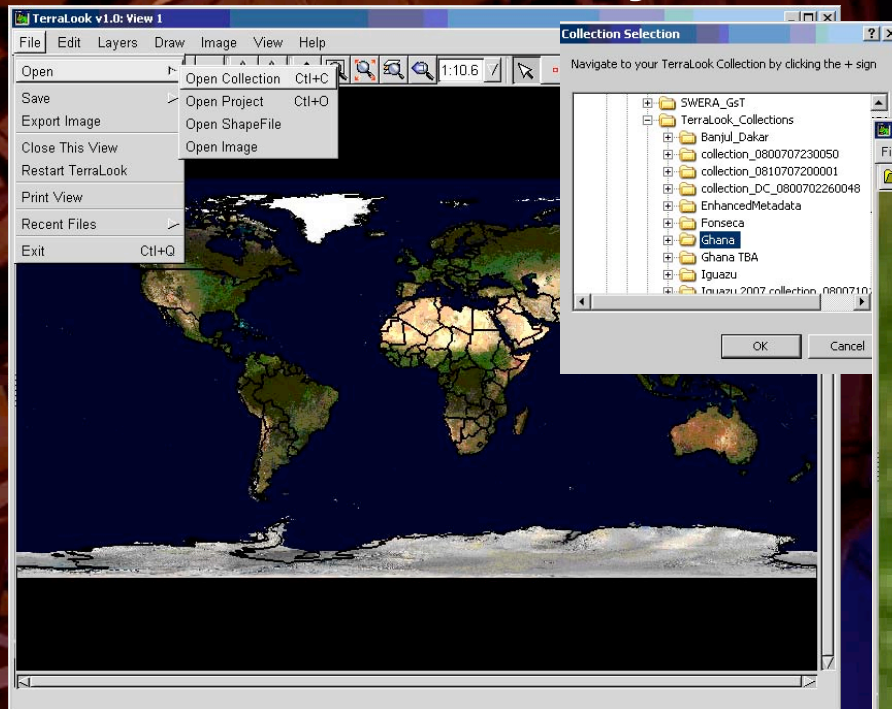 TerraLook v1.0: View 1
File Edit Layers Draw Image View Help
1:10.6
Open
Save
Export Image
Close This View
Restart TerraLook
Print View
Recent Files
Exit Ctl+Q
Open Collection Ctl+C
Open Project Ctl+O
Open ShapeFile
Open Image
Collection Selection
Navigate to your TerraLook Collection by clicking the + sign
SWERA_GsT
TerraLook_Collections
Banjul_Dakar
collection_0800707230050
collection_0810707200001
collection_DC_0800702260048
EnhancedMetadata
Fonseca
Ghana
Ghana TBA
Iguazu
Iguazu 2007 collection
OK Cancel